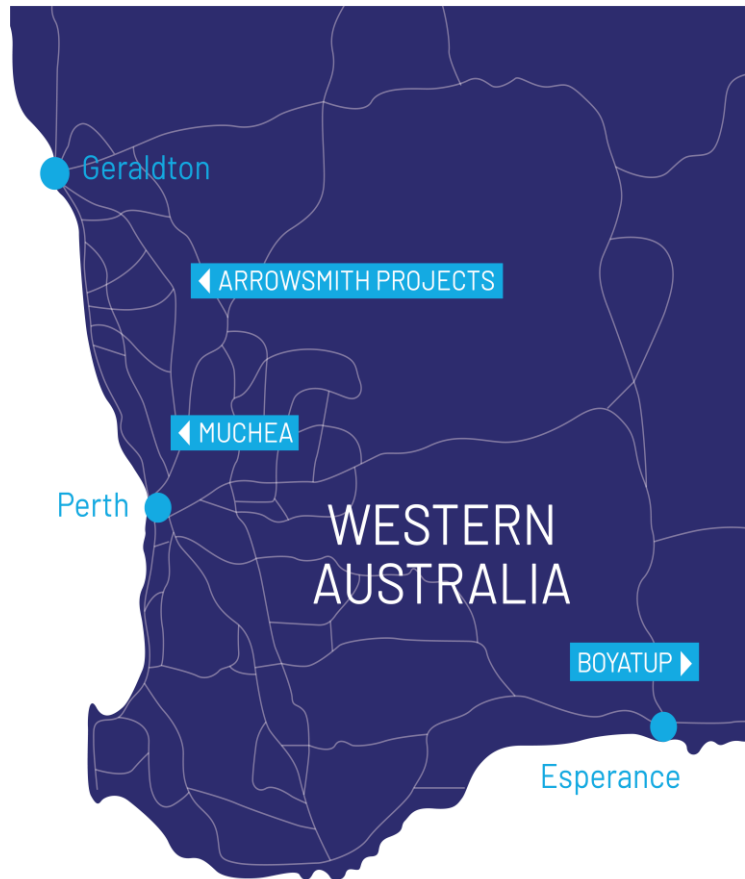 Geraldton
ARROWSMITH PROJECTS
MUCHEA
Perth
WESTERN
AUSTRALIA
BOYATUP
Esperance